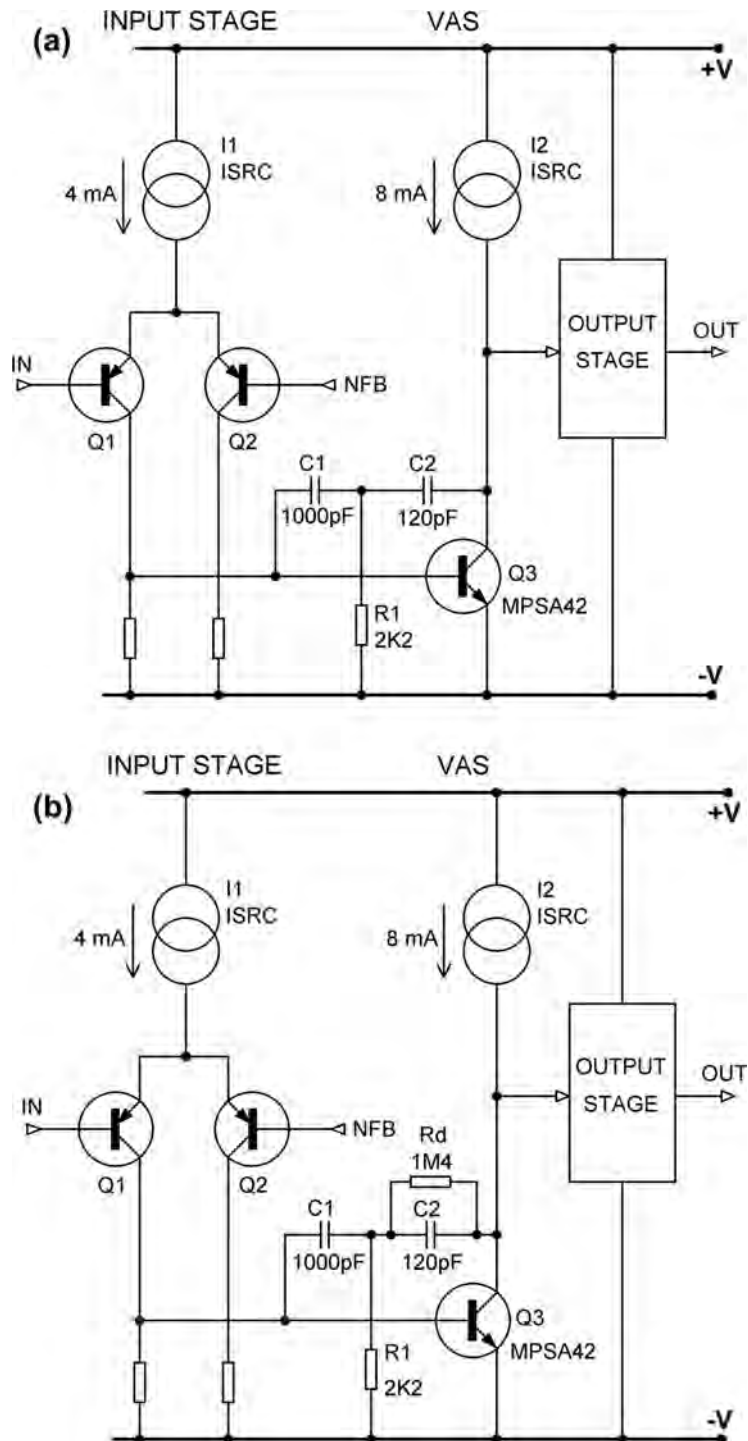 INPUT STAGE VAS
(a)
+V
I1
ISRC
4 mA
I2
ISRC
8 mA
OUTPUT
STAGE
OUT
IN
NFB
Q1
Q2
C1
1000pF
C2
120pF
Q3
MPSA42
R1
2K2
-V
INPUT STAGE VAS
(b)
+V
I1
ISRC
4 mA
I2
ISRC
8 mA
OUTPUT
STAGE
OUT
IN
NFB
Q1
Q2
Rd
1M4
C1
1000pF
C2
120pF
Q3
MPSA42
R1
2K2
-V